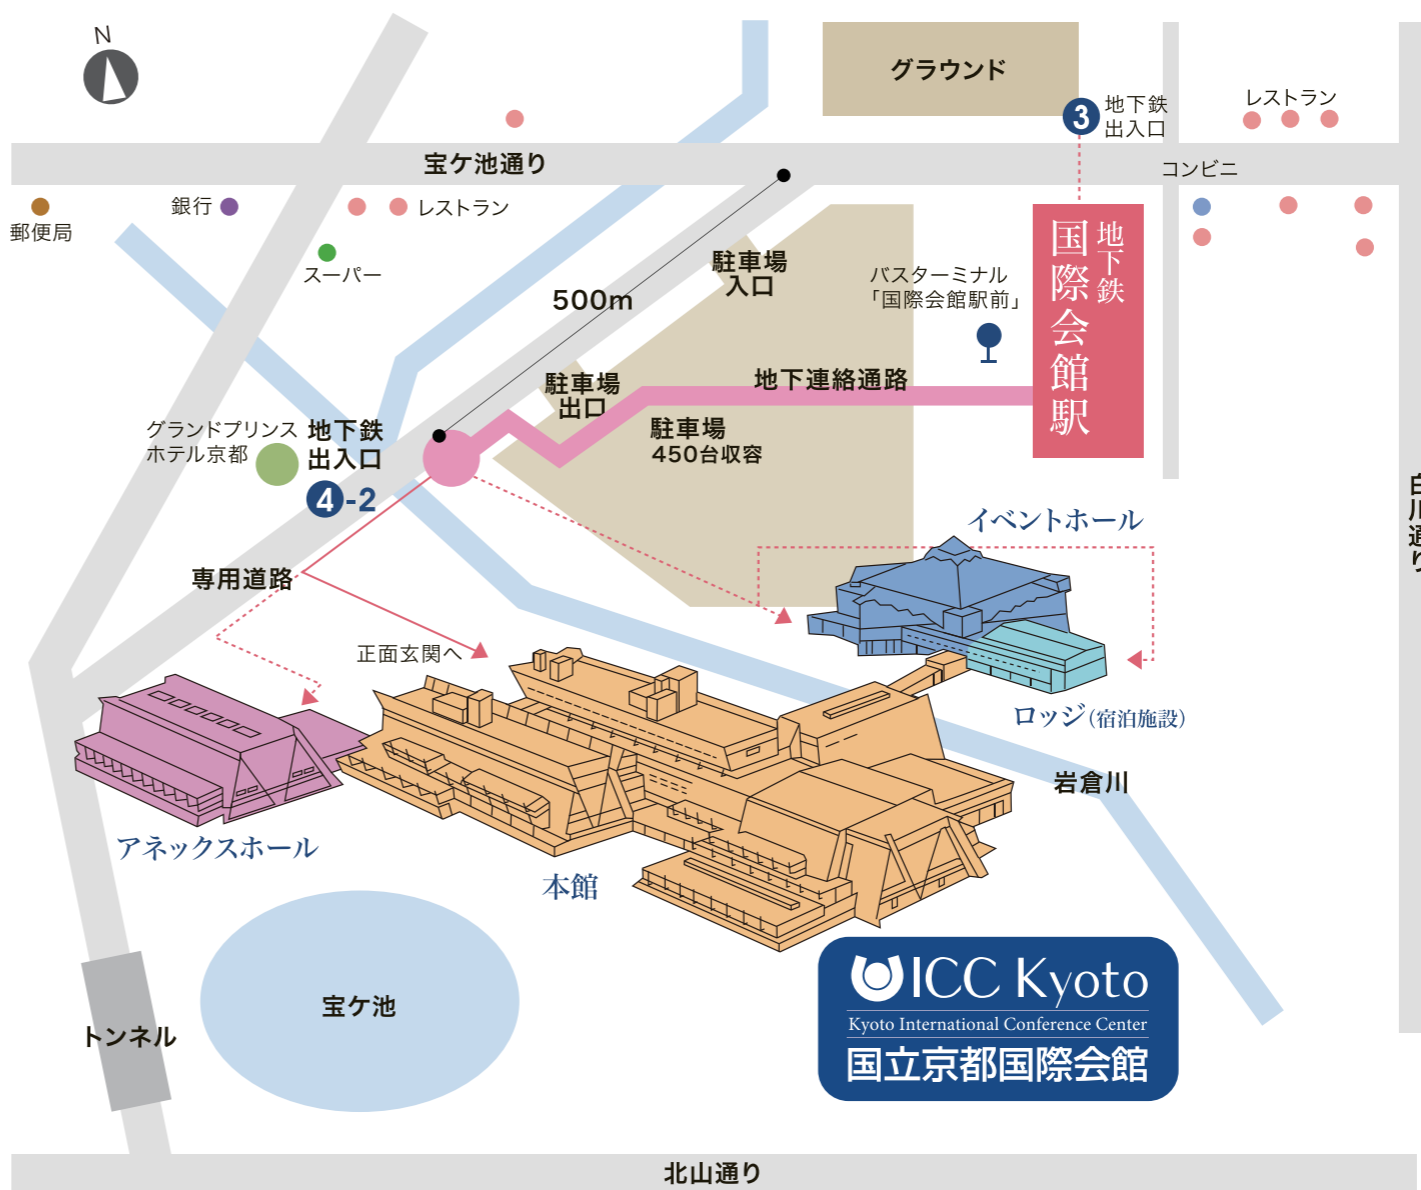 N
グラウンド
3
地下鉄
出入口
レストラン
宝ケ池通り
コンビニ
郵便局
銀行
レストラン
スーパー
駐車場
入口
500m
バスターミナル
「国際会館駅前」
地下鉄
国際会館駅
駐車場
出口
地下連絡通路
駐車場
450台収容
グランドプリンス
ホテル京都
地下鉄
出入口
4-2
白川通り
イベントホール
専用道路
正面玄関へ
ロッジ(宿泊施設)
岩倉川
アネックスホール
本館
宝ケ池
トンネル
ICC Kyoto
Kyoto International Conference Center
国立京都国際会館
北山通り